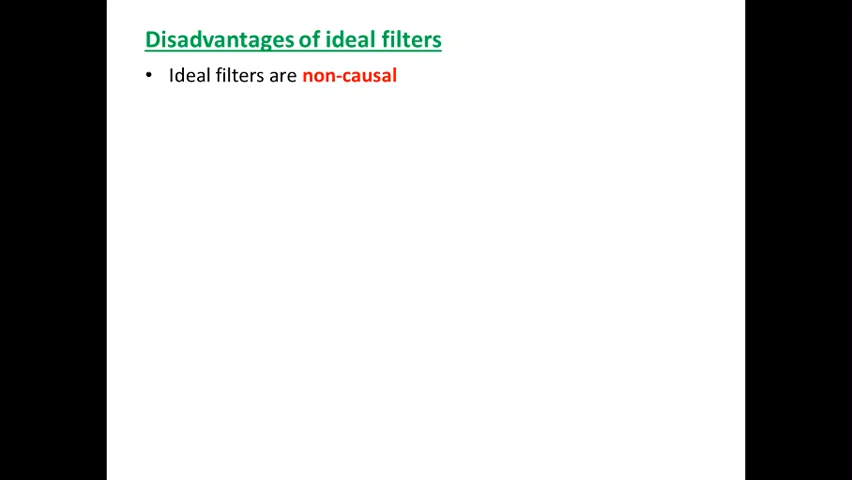 Disadvantages of ideal filters
• Ideal filters are non-causal